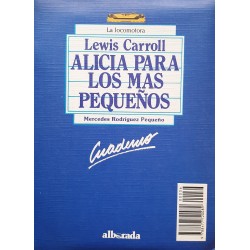 La locomotora
Lewis Carroll
ALICIA PARA
LOS MAS
PEQUEÑOS
Mercedes Rodríguez Pequeño
Cuaderno
alborada